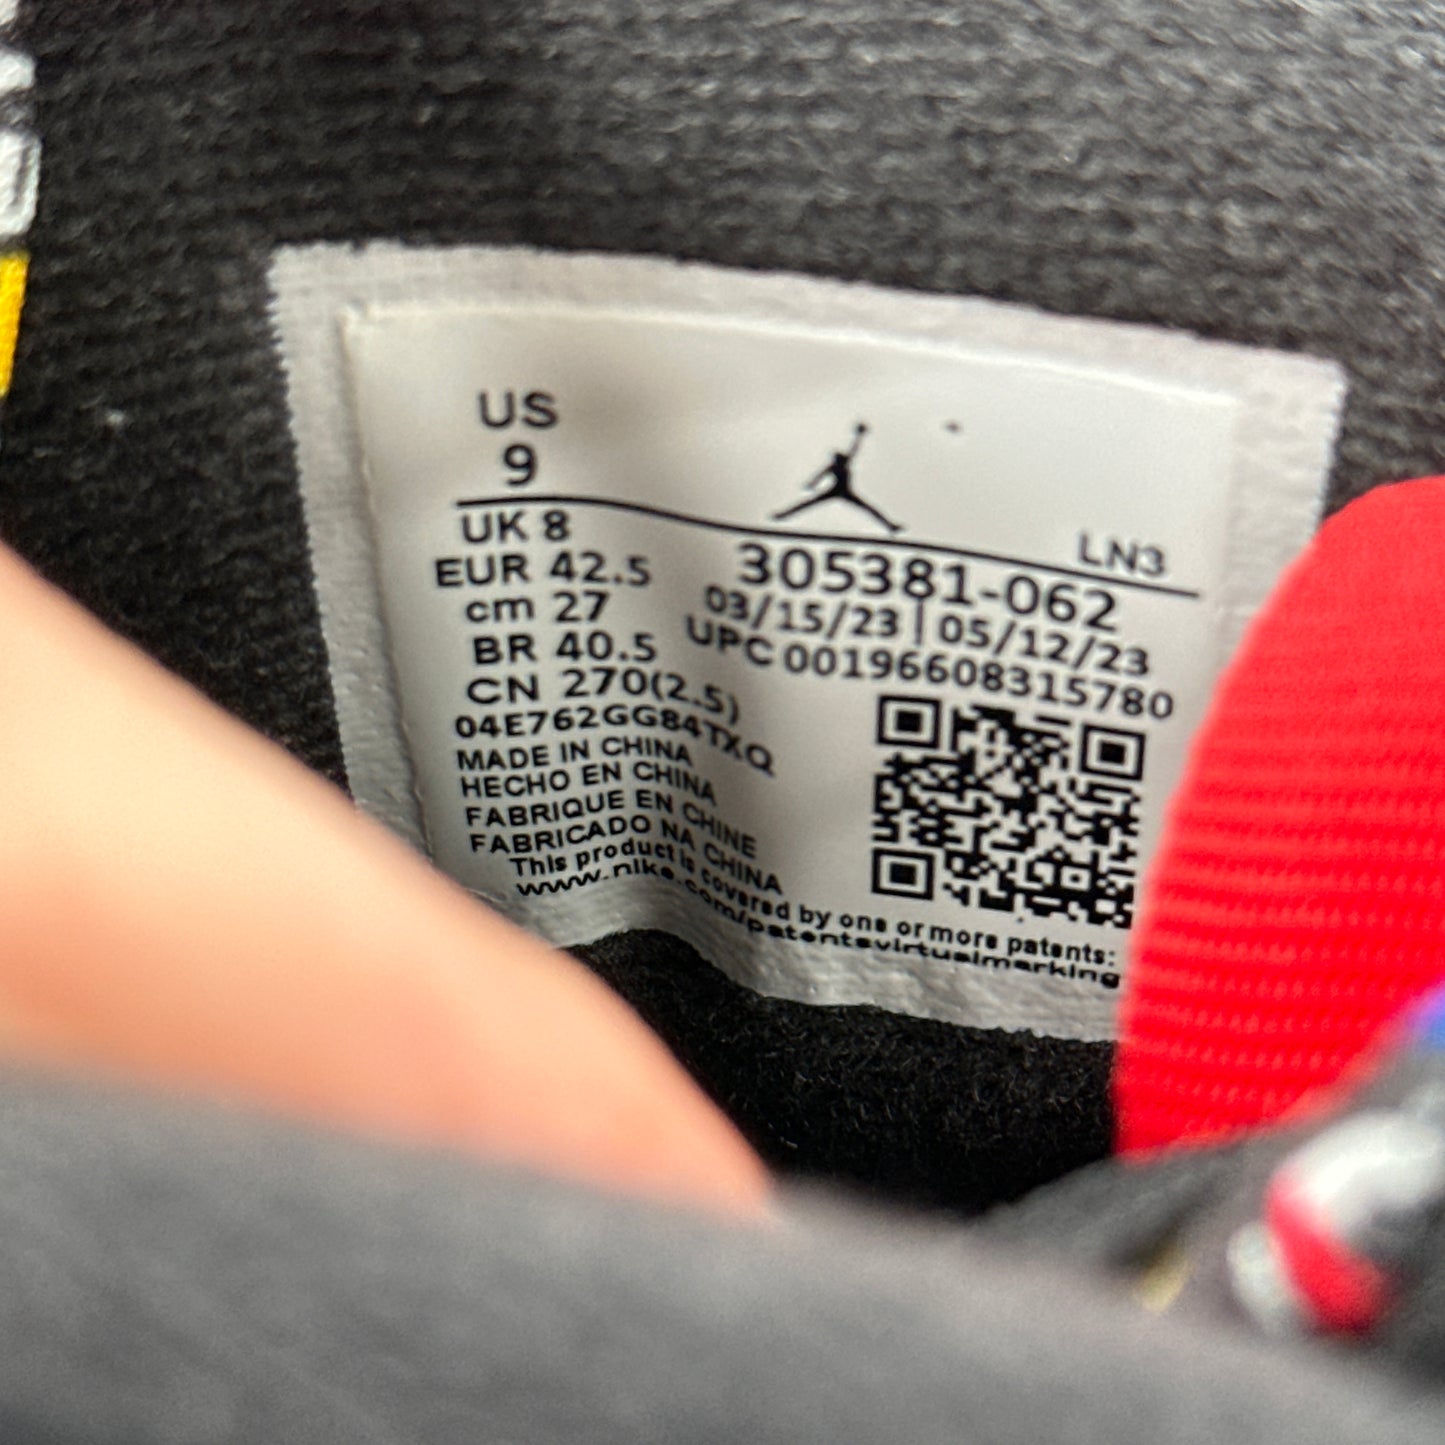 US
9
LN3
UK 8
EUR 42.5
cm 27
BR 40.5
CN 270(2.5)
305381-062
03/15/23 | 05/12/23
UPC 00196608315780
04E762GG84TXQ
MADE IN CHINA
HECHO EN CHINA
FABRIQUE EN CHINE
FABRICADO NA CHINA
This product is covered by one or more patents:
www.nike.com/patentsvirtualmarking